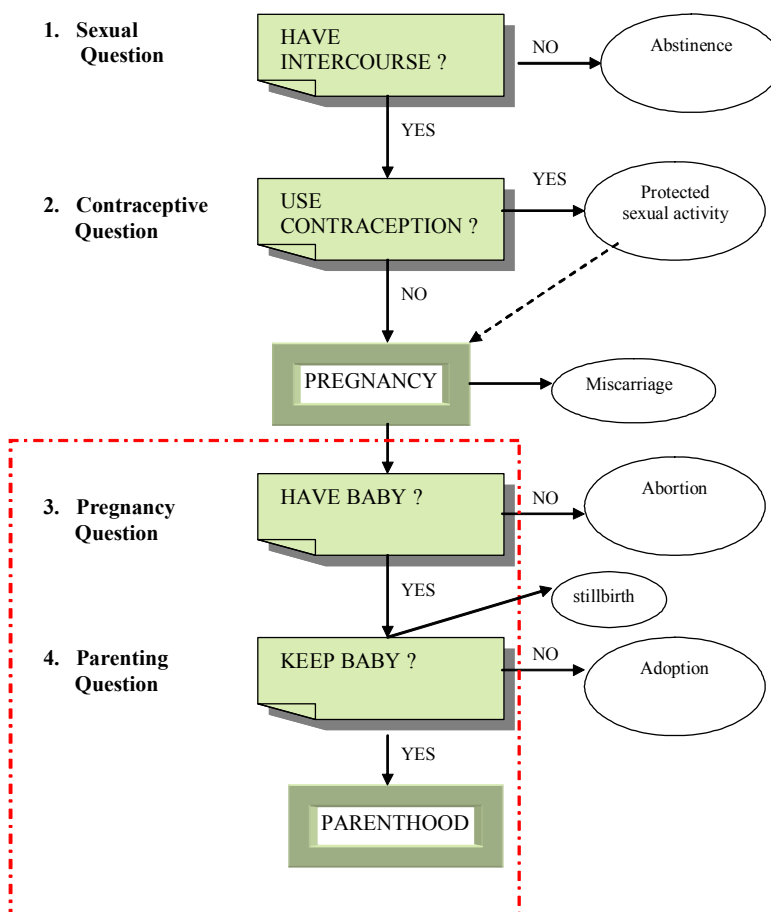 1. Sexual
Question
HAVE
INTERCOURSE ?
NO
Abstinence
YES
2. Contraceptive
Question
USE
CONTRACEPTION ?
YES
Protected
sexual activity
NO
PREGNANCY
Miscarriage
3. Pregnancy
Question
HAVE BABY ?
NO
Abortion
YES
stillbirth
4. Parenting
Question
KEEP BABY ?
NO
Adoption
YES
PARENTHOOD